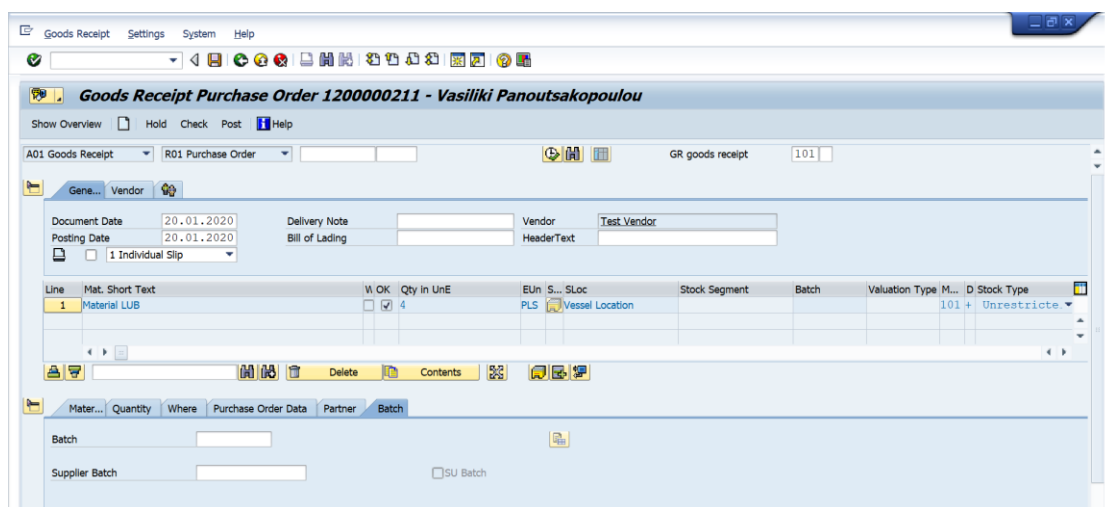 Goods Receipt Settings System Help
Goods Receipt Purchase Order 1200000211 - Vasiliki Panoutsakopoulou
Show Overview Hold Check Post Help
A01 Goods Receipt R01 Purchase Order GR goods receipt 101
Gene... Vendor
Document Date 20.01.2020 Delivery Note Vendor Test Vendor
Posting Date 20.01.2020 Bill of Lading HeaderText
1 Individual Slip
Line Mat. Short Text OK Qty in UnE EUn S... SLoc Stock Segment Batch Valuation Type M... D Stock Type
1 Material LUB 4 PLS Vessel Location 101 + Unrestricte.
Delete Contents
Mater... Quantity Where Purchase Order Data Partner Batch
Batch
Supplier Batch SU Batch